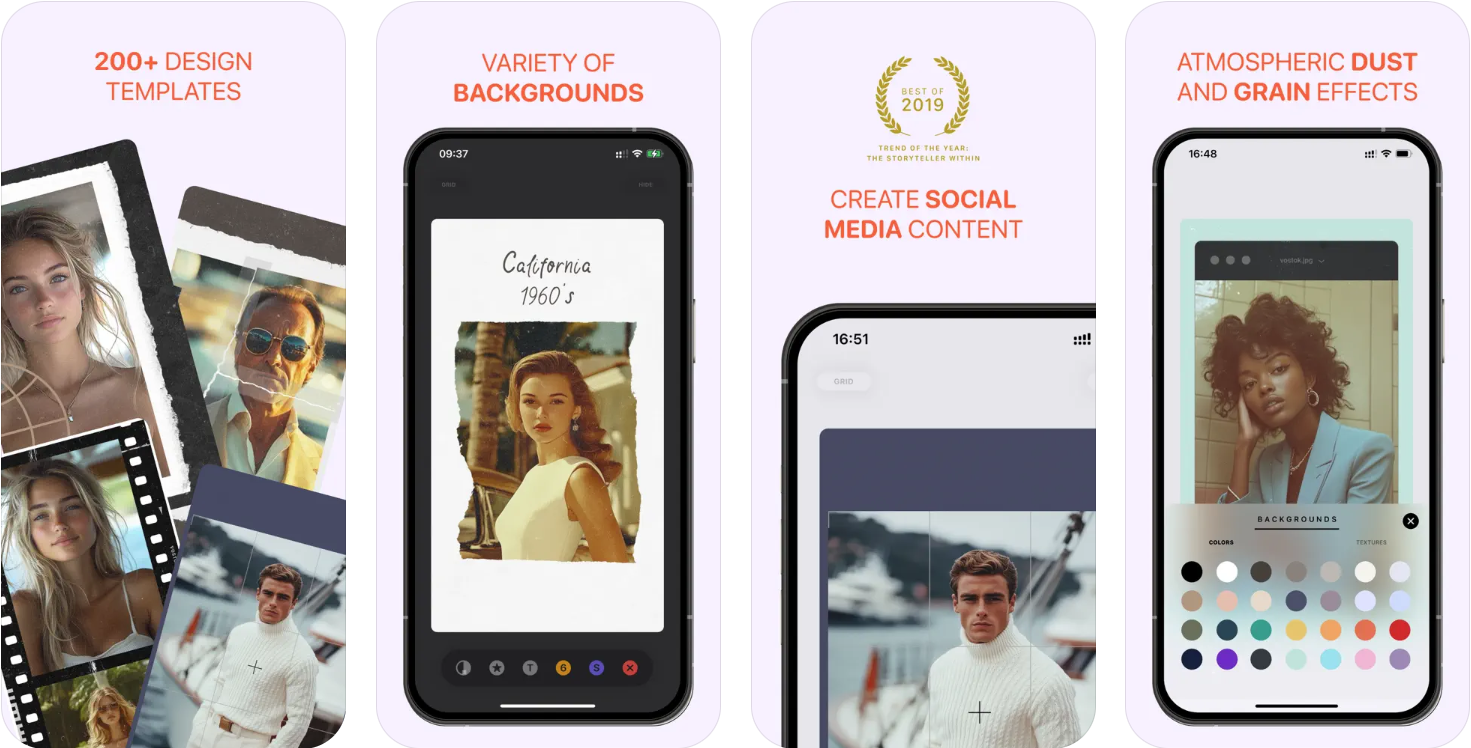 200+ DESIGN
TEMPLATES
VARIETY OF
BACKGROUNDS
09:37
GRID
HIDE
California
1960's
T
6
S
BEST OF
2019
TREND OF THE YEAR:
THE STORYTELLER WITHIN
CREATE SOCIAL
MEDIA CONTENT
16:51
GRID
ATMOSPHERIC DUST
AND GRAIN EFFECTS
16:48
vostok.jpg
BACKGROUNDS
COLORS
TEXTURES